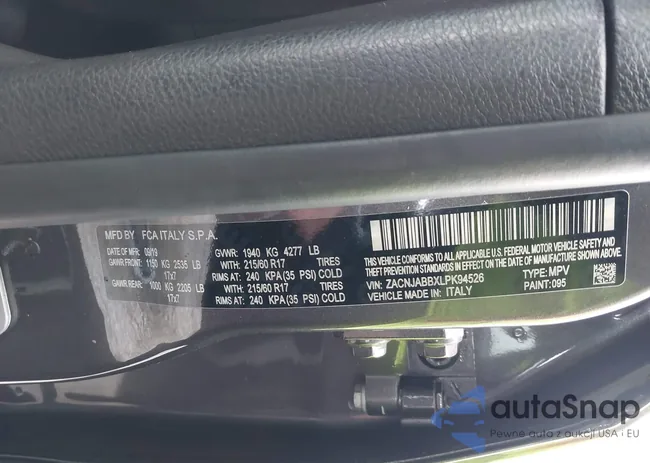 MFD BY FCA ITALY S.P.A.
DATE OF MFD: 09/19 GVWR: 1940 KG 4277 LB
GAWR FRONT: 1150 KG 2535 LB WITH: 215/60 R17 TIRES
17x7 RIMS AT: 240 KPA(35 PSI) COLD
GAWR REAR: 1000 KG 2205 LB WITH: 215/60 R17 TIRES
17x7 RIMS AT: 240 KPA(35 PSI) COLD
THIS VEHICLE CONFORMS TO ALL APPLICABLE U.S. FEDERAL MOTOR VEHICLE SAFETY AND THEFT PREVENTION STANDARDS IN EFFECT ON THE DATE OF MANUFACTURE SHOWN ABOVE.
VIN: ZACNJABBXLPK94526 TYPE: MPV
VEHICLE MADE IN: ITALY PAINT: 095
autaSnap
Pewne auta z aukcji USA i EU